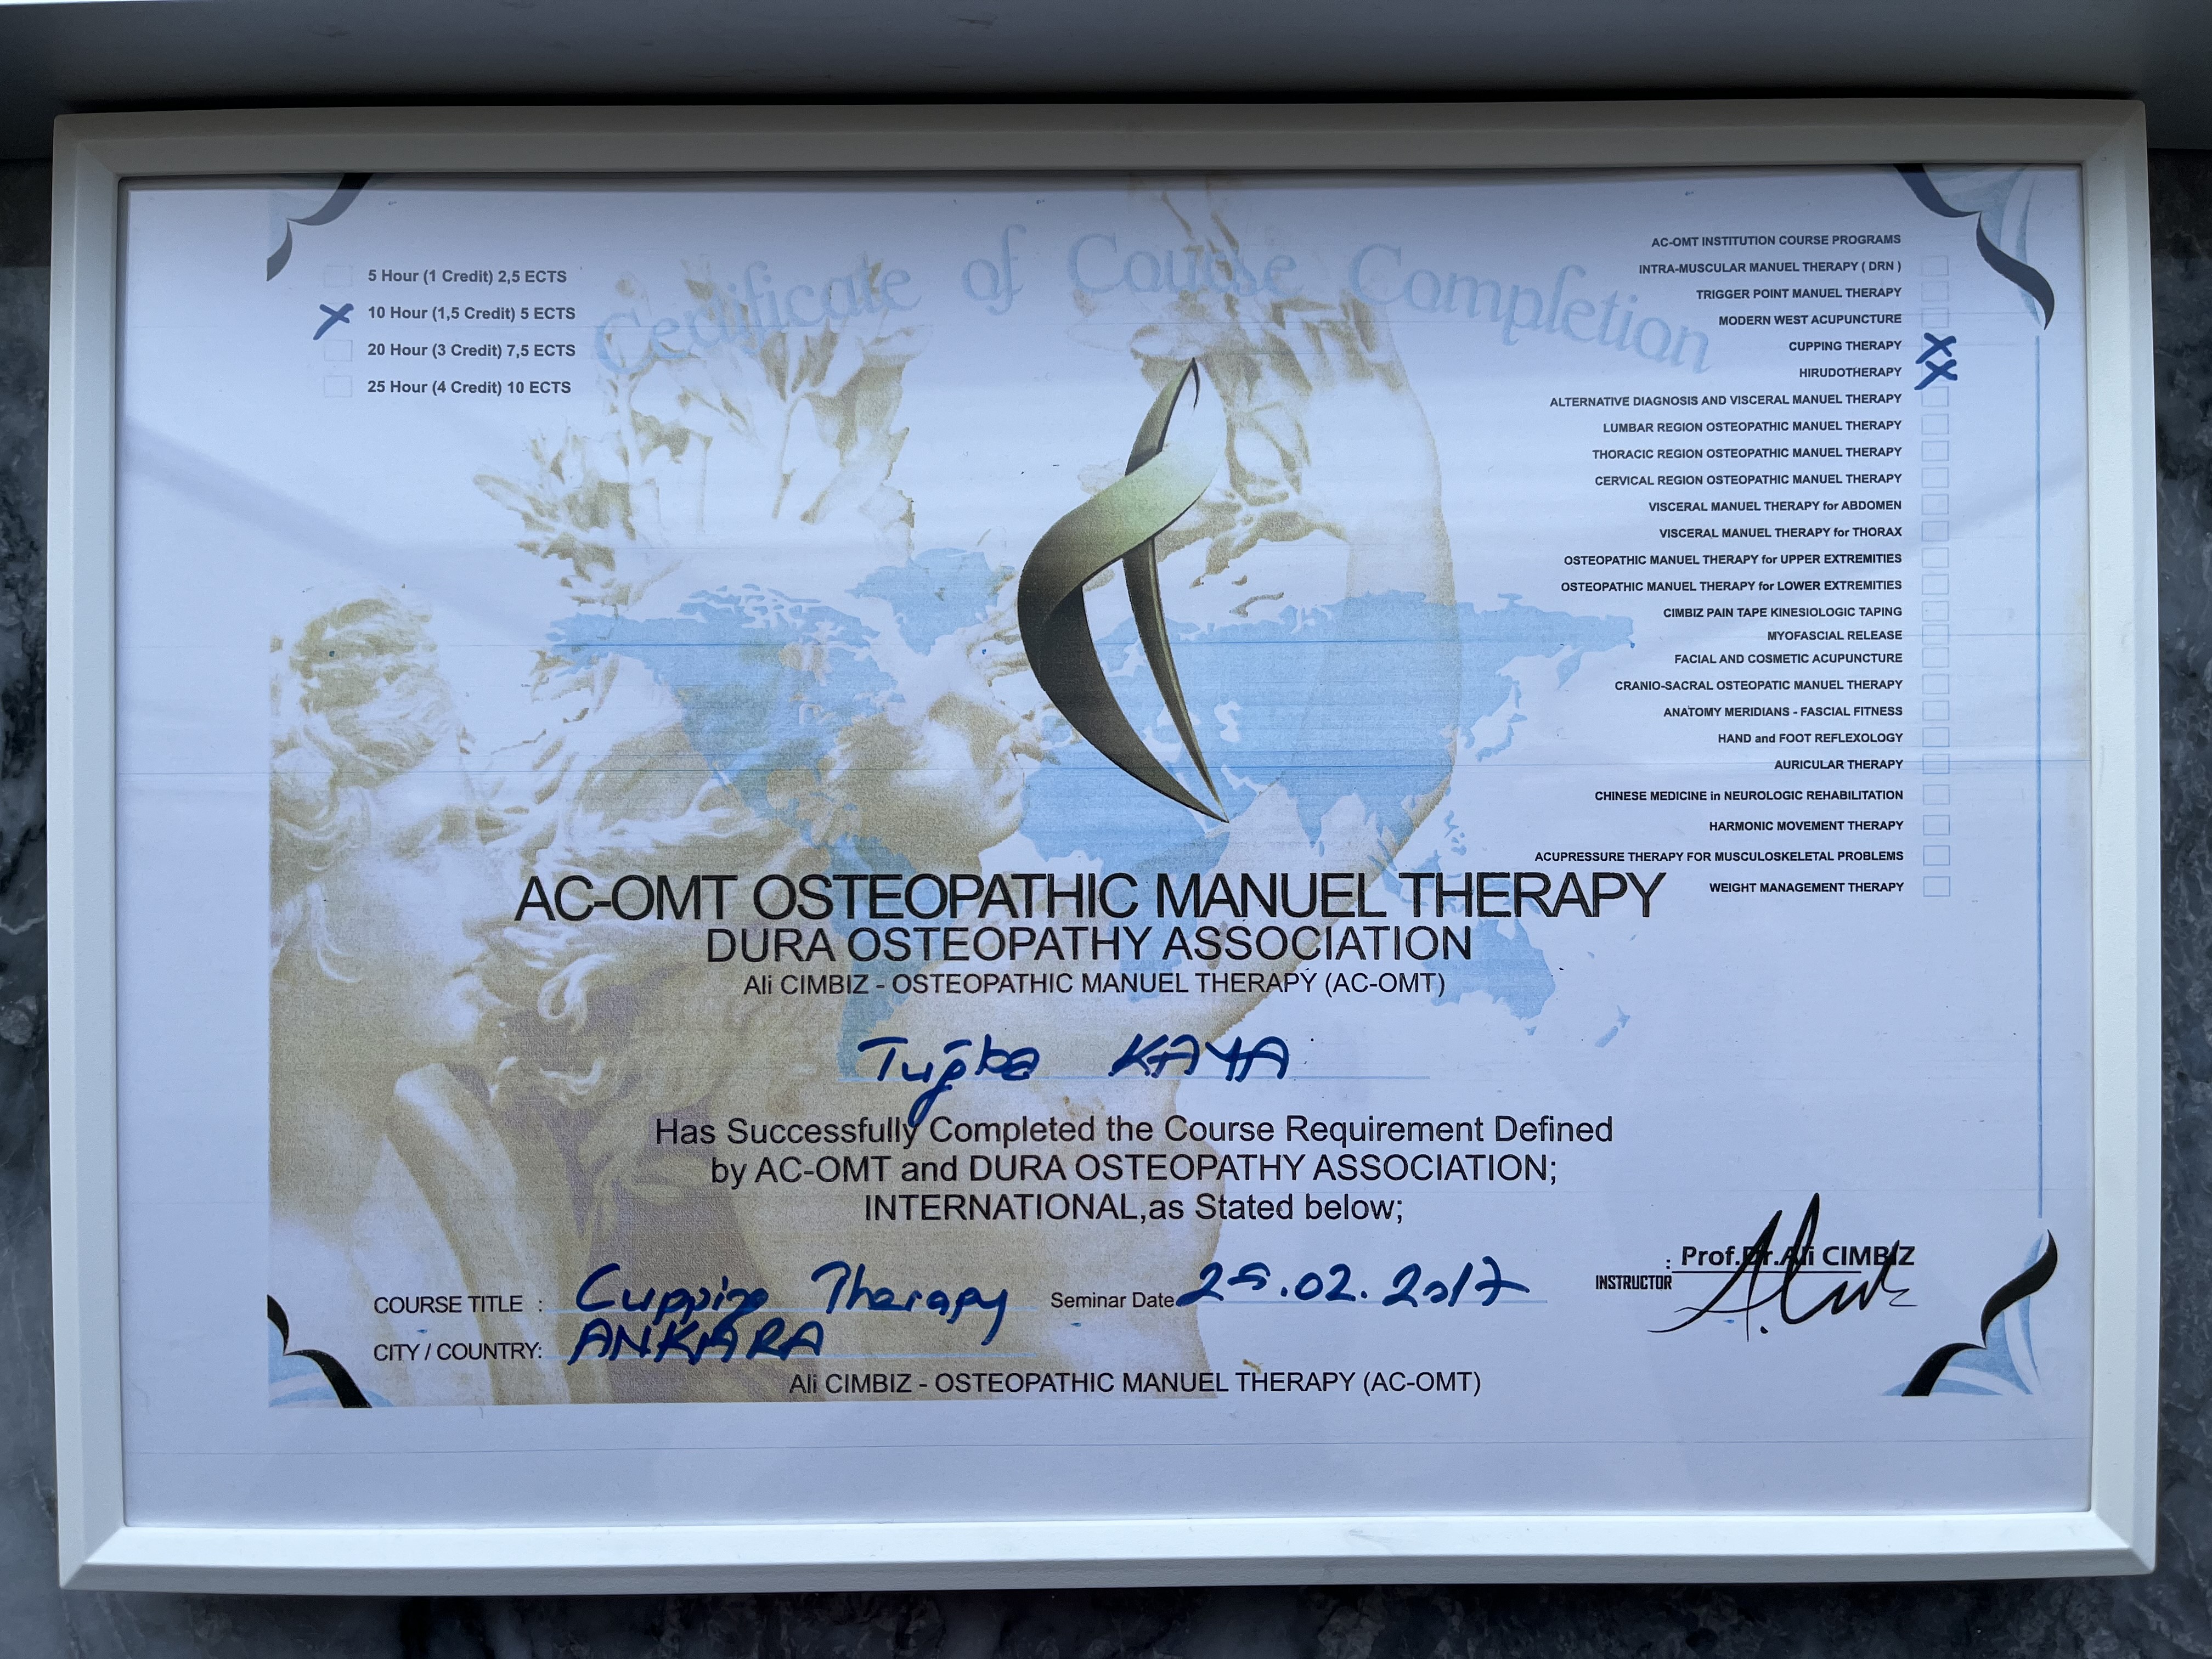 Certificate of Course Completion
5 Hour (1 Credit) 2,5 ECTS
X 10 Hour (1,5 Credit) 5 ECTS
20 Hour (3 Credit) 7,5 ECTS
25 Hour (4 Credit) 10 ECTS
AC-OMT INSTITUTION COURSE PROGRAMS
INTRA-MUSCULAR MANUEL THERAPY ( DRN )
TRIGGER POINT MANUEL THERAPY
MODERN WEST ACUPUNCTURE
CUPPING THERAPY X
HIRUDOTHERAPY X
ALTERNATIVE DIAGNOSIS AND VISCERAL MANUEL THERAPY
LUMBAR REGION OSTEOPATHIC MANUEL THERAPY
THORACIC REGION OSTEOPATHIC MANUEL THERAPY
CERVICAL REGION OSTEOPATHIC MANUEL THERAPY
VISCERAL MANUEL THERAPY for ABDOMEN
VISCERAL MANUEL THERAPY for THORAX
OSTEOPATHIC MANUEL THERAPY for UPPER EXTREMITIES
OSTEOPATHIC MANUEL THERAPY for LOWER EXTREMITIES
CIMBIZ PAIN TAPE KINESIOLOGIC TAPING
MYOFASCIAL RELEASE
FACIAL AND COSMETIC ACUPUNCTURE
CRANIO-SACRAL OSTEOPATIC MANUEL THERAPY
ANATOMY MERIDIANS - FASCIAL FITNESS
HAND and FOOT REFLEXOLOGY
AURICULAR THERAPY
CHINESE MEDICINE in NEUROLOGIC REHABILITATION
HARMONIC MOVEMENT THERAPY
ACUPRESSURE THERAPY FOR MUSCULOSKELETAL PROBLEMS
WEIGHT MANAGEMENT THERAPY
AC-OMT OSTEOPATHIC MANUEL THERAPY
DURA OSTEOPATHY ASSOCIATION
Ali CIMBIZ - OSTEOPATHIC MANUEL THERAPY (AC-OMT)
Tuğba KAYA
Has Successfully Completed the Course Requirement Defined
by AC-OMT and DURA OSTEOPATHY ASSOCIATION;
INTERNATIONAL,as Stated below;
COURSE TITLE : Cupping Therapy Seminar Date 25.02.2017
INSTRUCTOR : Prof.Dr.Ali CIMBIZ
CITY / COUNTRY: ANKARA
Ali CIMBIZ - OSTEOPATHIC MANUEL THERAPY (AC-OMT)